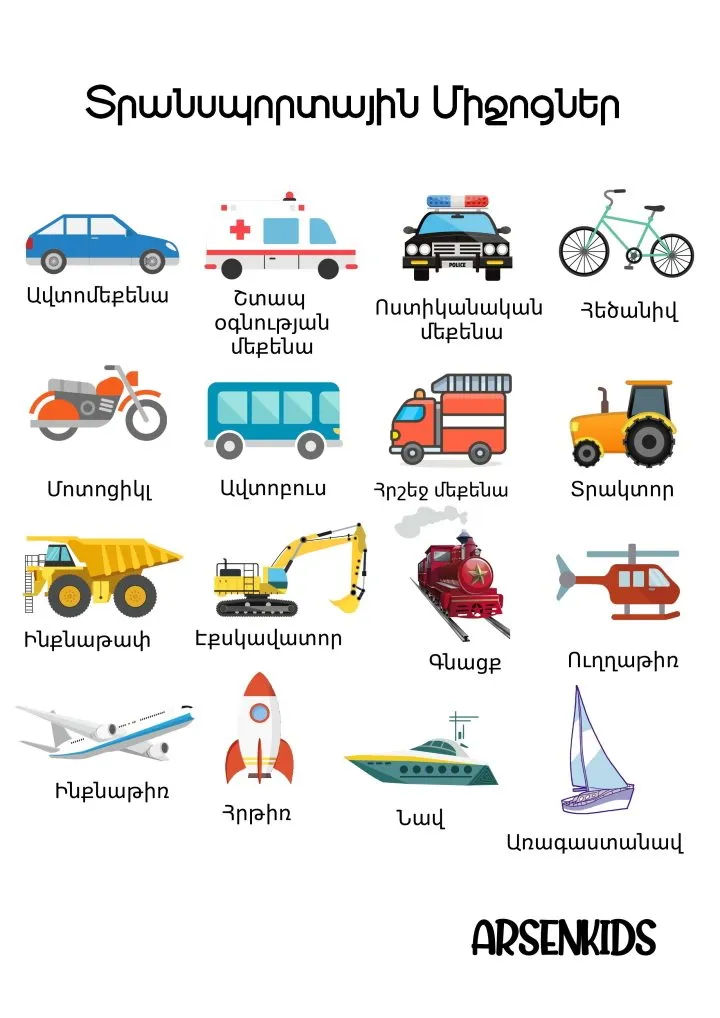 Տրանսպորտային Միջոցներ
Ավտոմեքենա
Շտապ
օգնության
մեքենա
POLICE
Ոստիկանական
մեքենա
Հեծանիվ
Մոտոցիկլ
Ավտոբուս
Հրշեջ մեքենա
Տրակտոր
Ինքնաթափ
Էքսկավատոր
Գնացք
Ուղղաթիռ
Ինքնաթիռ
Հրթիռ
Նավ
Առագաստանավ
ARSENKIDS